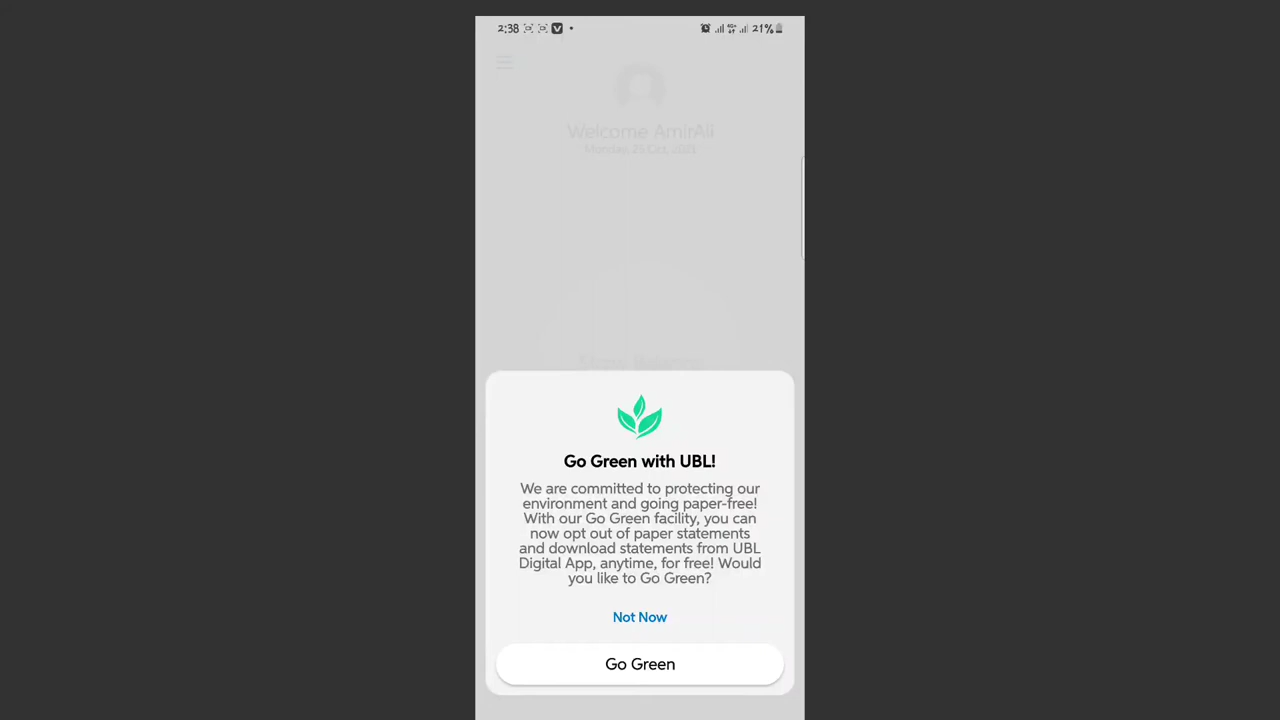 2:38
21%
Welcome AmirAli
Go Green with UBL!
We are committed to protecting our
environment and going paper-free!
With our Go Green facility, you can
now opt out of paper statements
and download statements from UBL
Digital App, anytime, for free! Would
you like to Go Green?
Not Now
Go Green